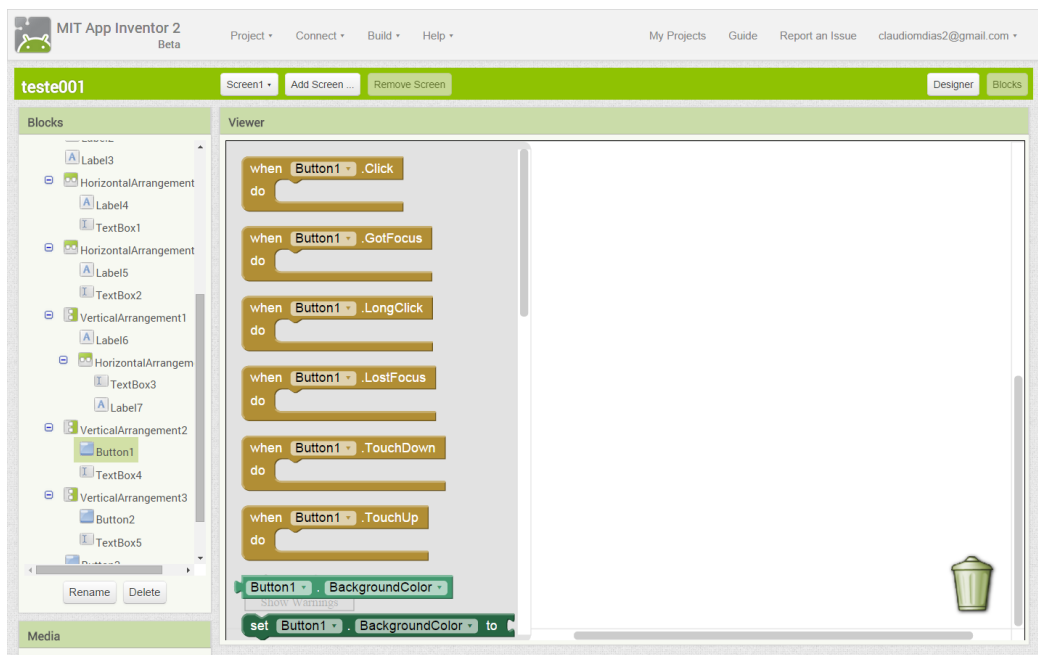 MIT App Inventor 2
Beta
Project
Connect
Build
Help
My Projects
Guide
Report an Issue
claudiomdias2@gmail.com
teste001
Screen1
Add Screen ...
Remove Screen
Designer
Blocks
Blocks
Label3
HorizontalArrangement
Label4
TextBox1
HorizontalArrangement
Label5
TextBox2
VerticalArrangement1
Label6
HorizontalArrangem
TextBox3
Label7
VerticalArrangement2
Button1
TextBox4
VerticalArrangement3
Button2
TextBox5
Rename
Delete
Media
Viewer
when Button1 .Click
do
when Button1 .GotFocus
do
when Button1 .LongClick
do
when Button1 .LostFocus
do
when Button1 .TouchDown
do
when Button1 .TouchUp
do
Button1 . BackgroundColor
Show Warnings
set Button1 . BackgroundColor to